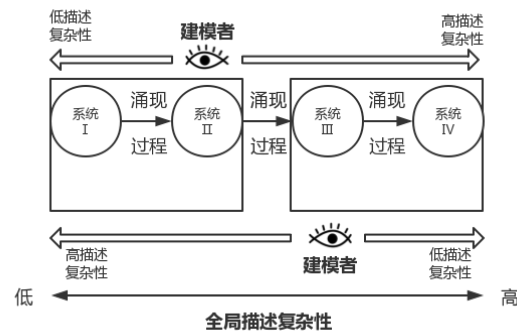 低描述
复杂性
建模者
高描述
复杂性
系统
I
涌现
过程
系统
II
涌现
过程
系统
III
涌现
过程
系统
IV
高描述
复杂性
建模者
低描述
复杂性
低
高
全局描述复杂性